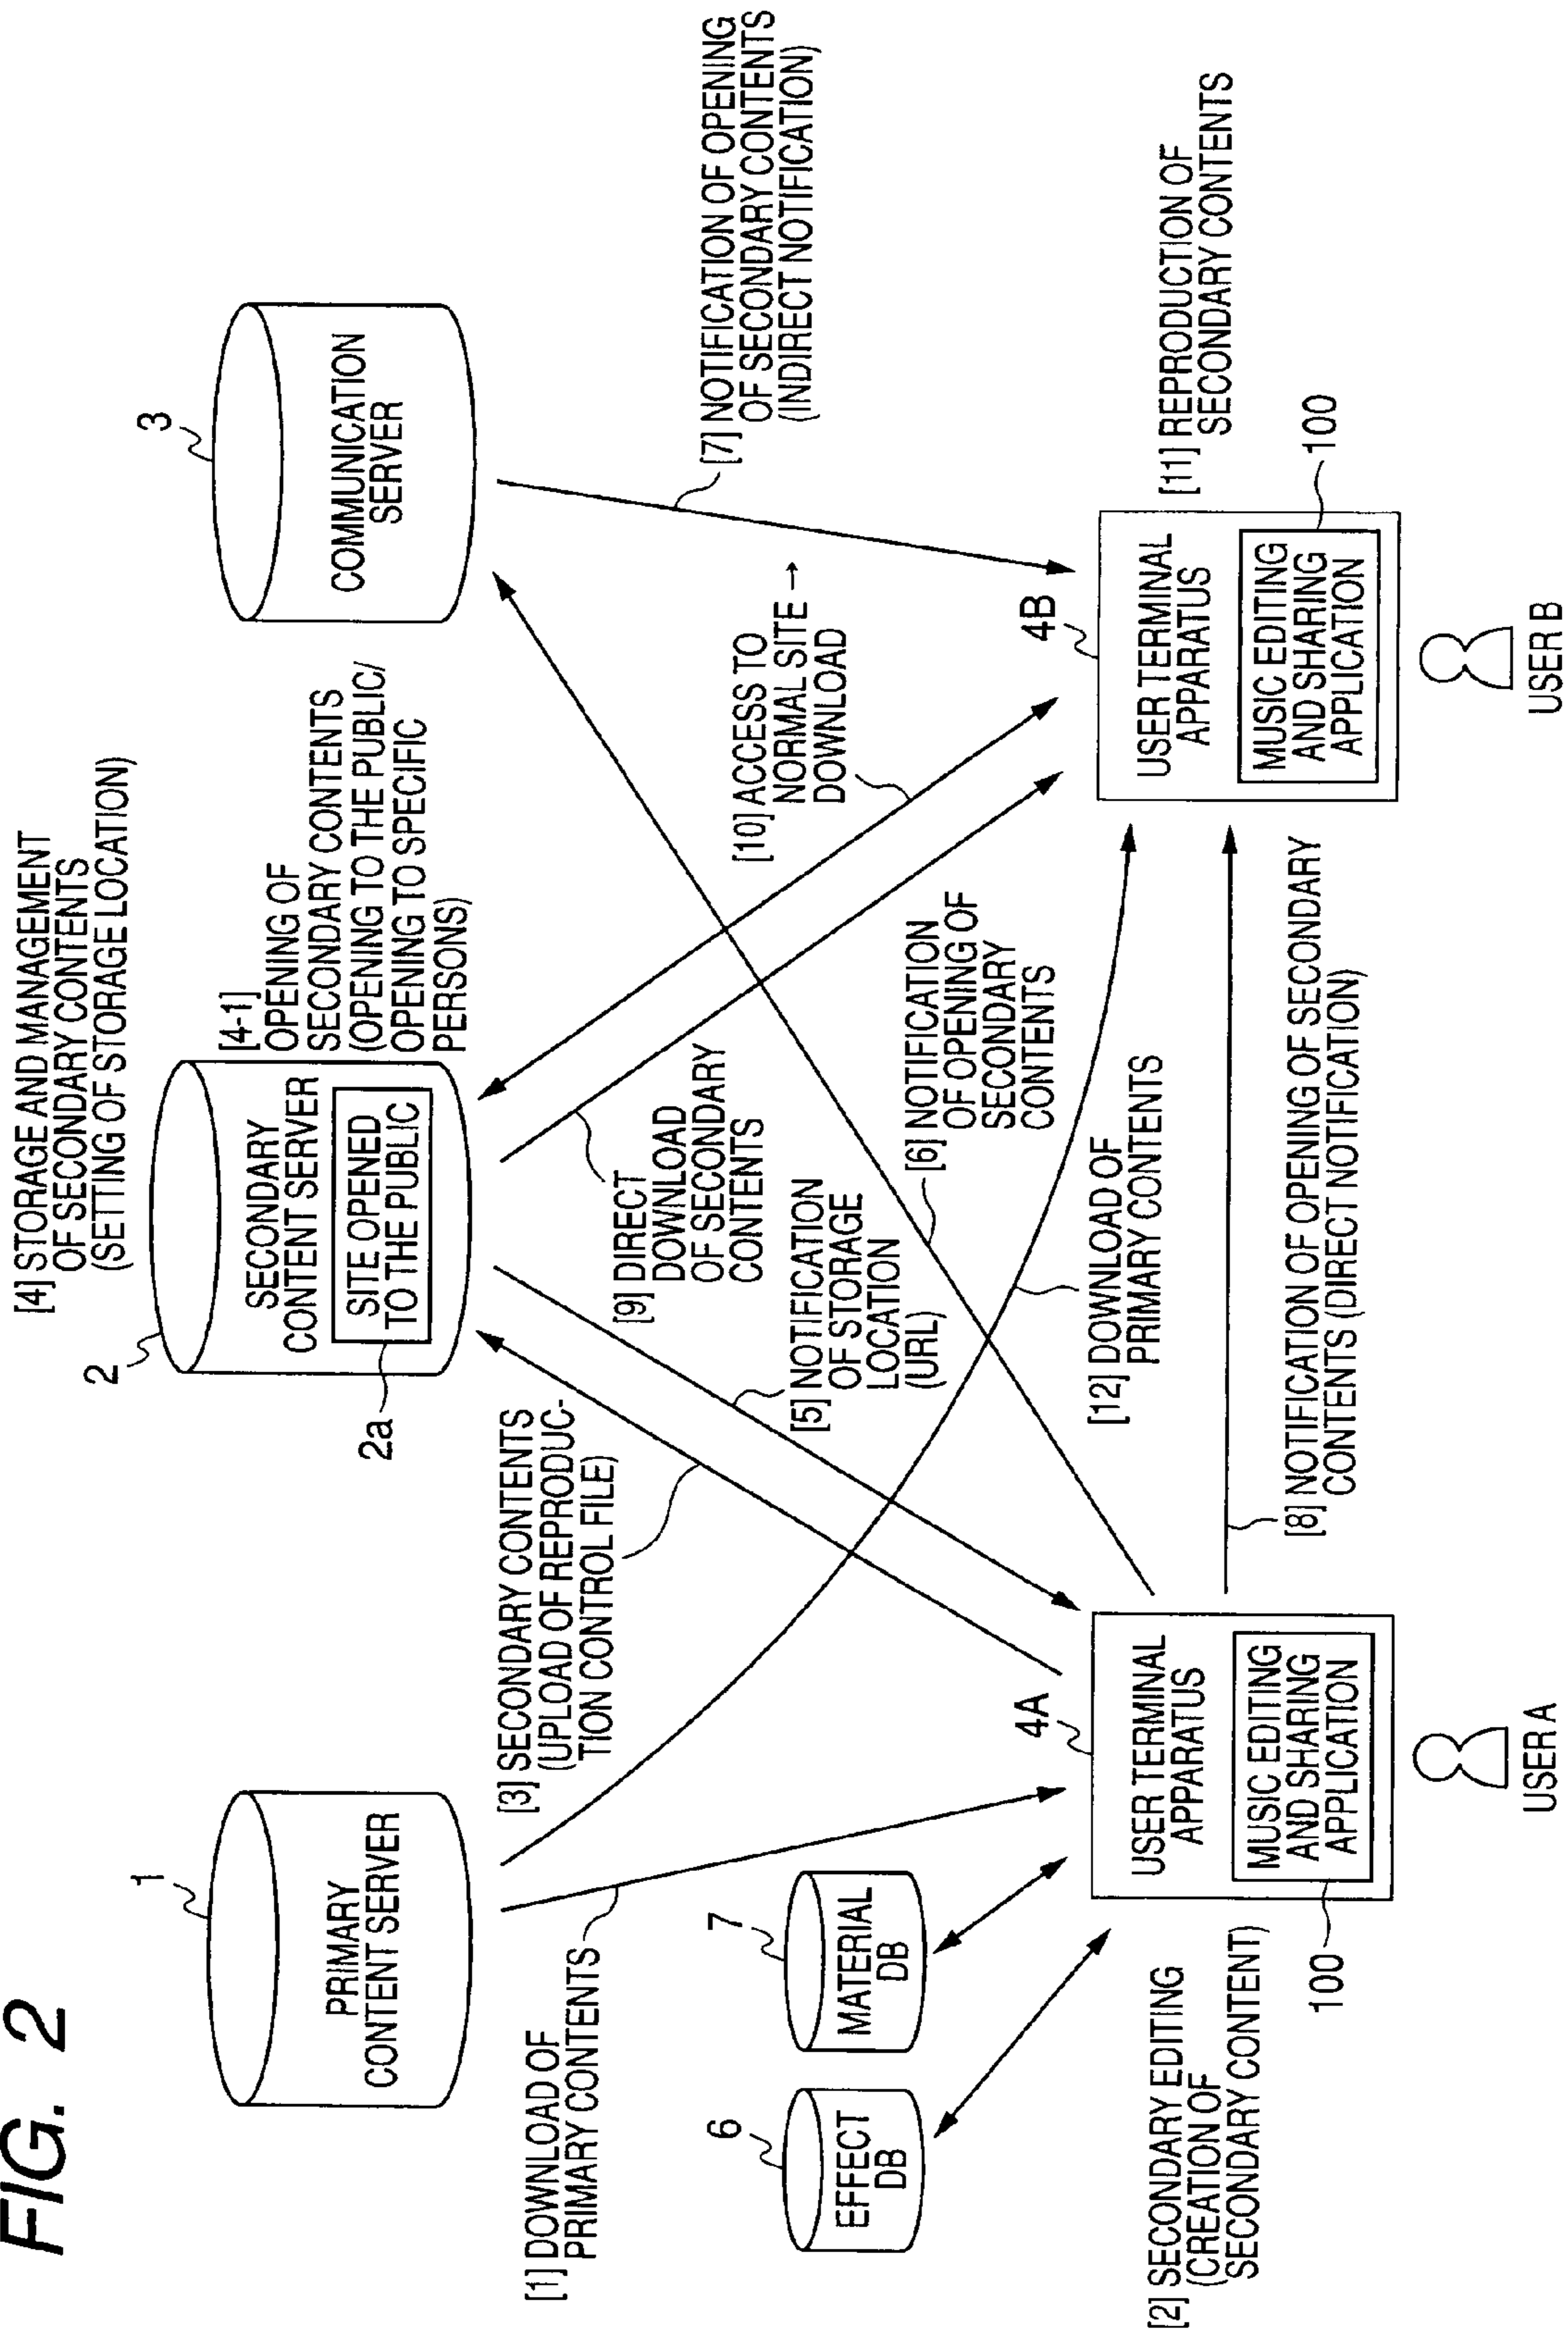 FIG. 2
1
PRIMARY
CONTENT SERVER
[1] DOWNLOAD OF
PRIMARY CONTENTS
[4] STORAGE AND MANAGEMENT
OF SECONDARY CONTENTS
(SETTING OF STORAGE LOCATION)
2
SECONDARY
CONTENT SERVER
SITE OPENED
TO THE PUBLIC
2a
[4-1]
OPENING OF
SECONDARY CONTENTS
(OPENING TO THE PUBLIC/
OPENING TO SPECIFIC
PERSONS)
3
COMMUNICATION
SERVER
[3] SECONDARY CONTENTS
(UPLOAD OF REPRODUC-
TION CONTROL FILE)
[9] DIRECT
DOWNLOAD
OF SECONDARY
CONTENTS
[5] NOTIFICATION
OF STORAGE
LOCATION
(URL)
[10] ACCESS TO
NORMAL SITE →
DOWNLOAD
[7] NOTIFICATION OF OPENING
OF SECONDARY CONTENTS
(INDIRECT NOTIFICATION)
[6] NOTIFICATION
OF OPENING OF
SECONDARY
CONTENTS
6
EFFECT
DB
7
MATERIAL
DB
[12] DOWNLOAD OF
PRIMARY CONTENTS
[2] SECONDARY EDITING
(CREATION OF
SECONDARY CONTENT)
4A
USER TERMINAL
APPARATUS
MUSIC EDITING
AND SHARING
APPLICATION
100
USER A
[8] NOTIFICATION OF OPENING OF SECONDARY
CONTENTS (DIRECT NOTIFICATION)
4B
USER TERMINAL
APPARATUS
MUSIC EDITING
AND SHARING
APPLICATION
100
USER B
[11] REPRODUCTION OF
SECONDARY CONTENTS